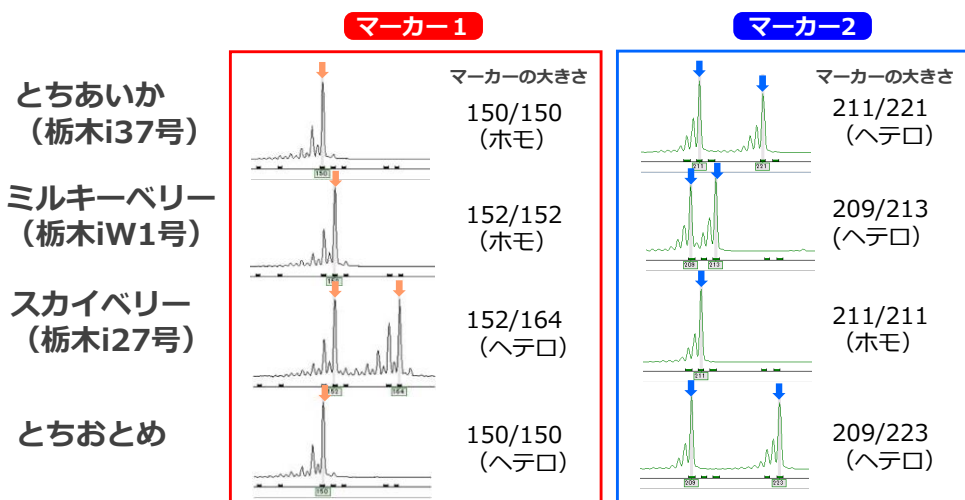 マーカー１
マーカー2
マーカーの大きさ
マーカーの大きさ
とちあいか
（栃木i37号）
150/150
（ホモ）
211/221
（ヘテロ）
150
211
221
ミルキーベリー
（栃木iW1号）
152/152
（ホモ）
209/213
(ヘテロ）
209
213
スカイベリー
（栃木i27号）
152/164
（ヘテロ）
211/211
（ホモ）
152
164
211
とちおとめ
150/150
（ヘテロ）
209/223
（ヘテロ）
150
209
223